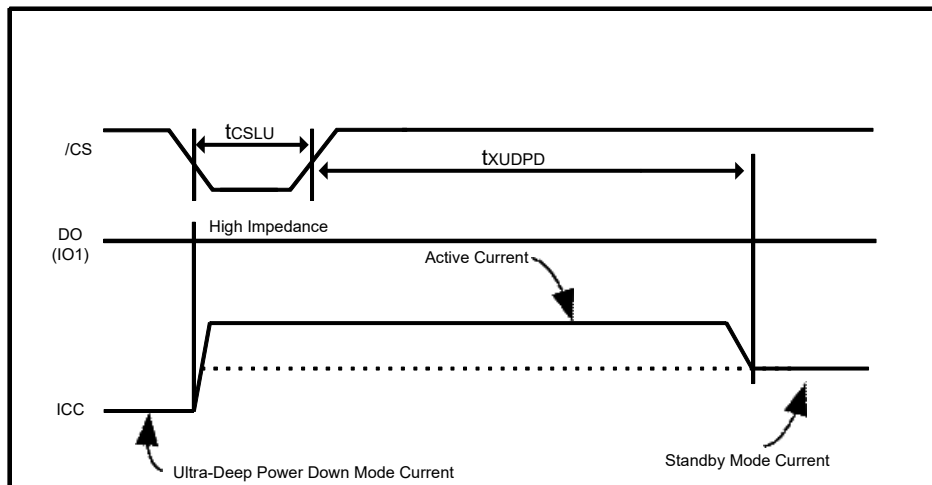 tCSLU
/CS
tXUDPD
High Impedance
DO
(IO1)
Active Current
ICC
Ultra-Deep Power Down Mode Current
Standby Mode Current